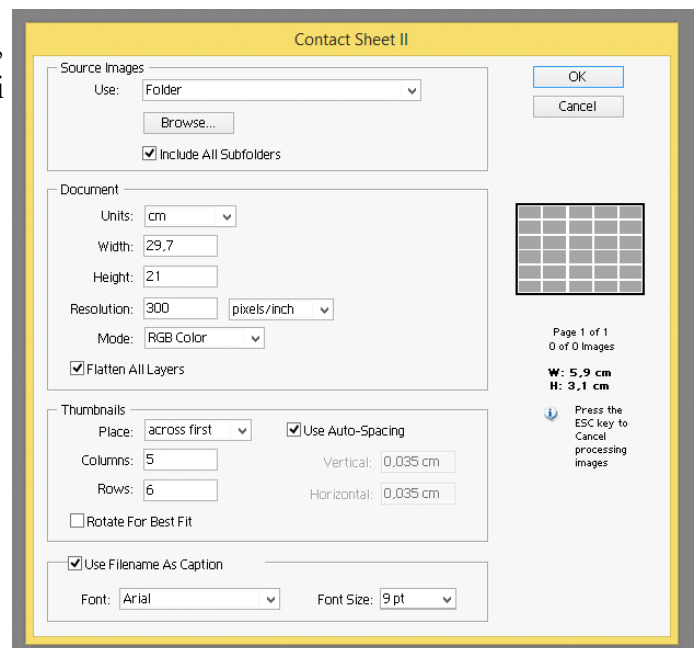 ,
i
Contact Sheet II
Source Images
Use: Folder
Browse...
Include All Subfolders
OK
Cancel
Document
Units: cm
Width: 29,7
Height: 21
Resolution: 300 pixels/inch
Mode: RGB Color
Flatten All Layers
Page 1 of 1
0 of 0 Images
W: 5,9 cm
H: 3,1 cm
Press the
ESC key to
Cancel
processing
images
Thumbnails
Place: across first Use Auto-Spacing
Columns: 5 Vertical: 0,035 cm
Rows: 6 Horizontal: 0,035 cm
Rotate For Best Fit
Use Filename As Caption
Font: Arial Font Size: 9 pt